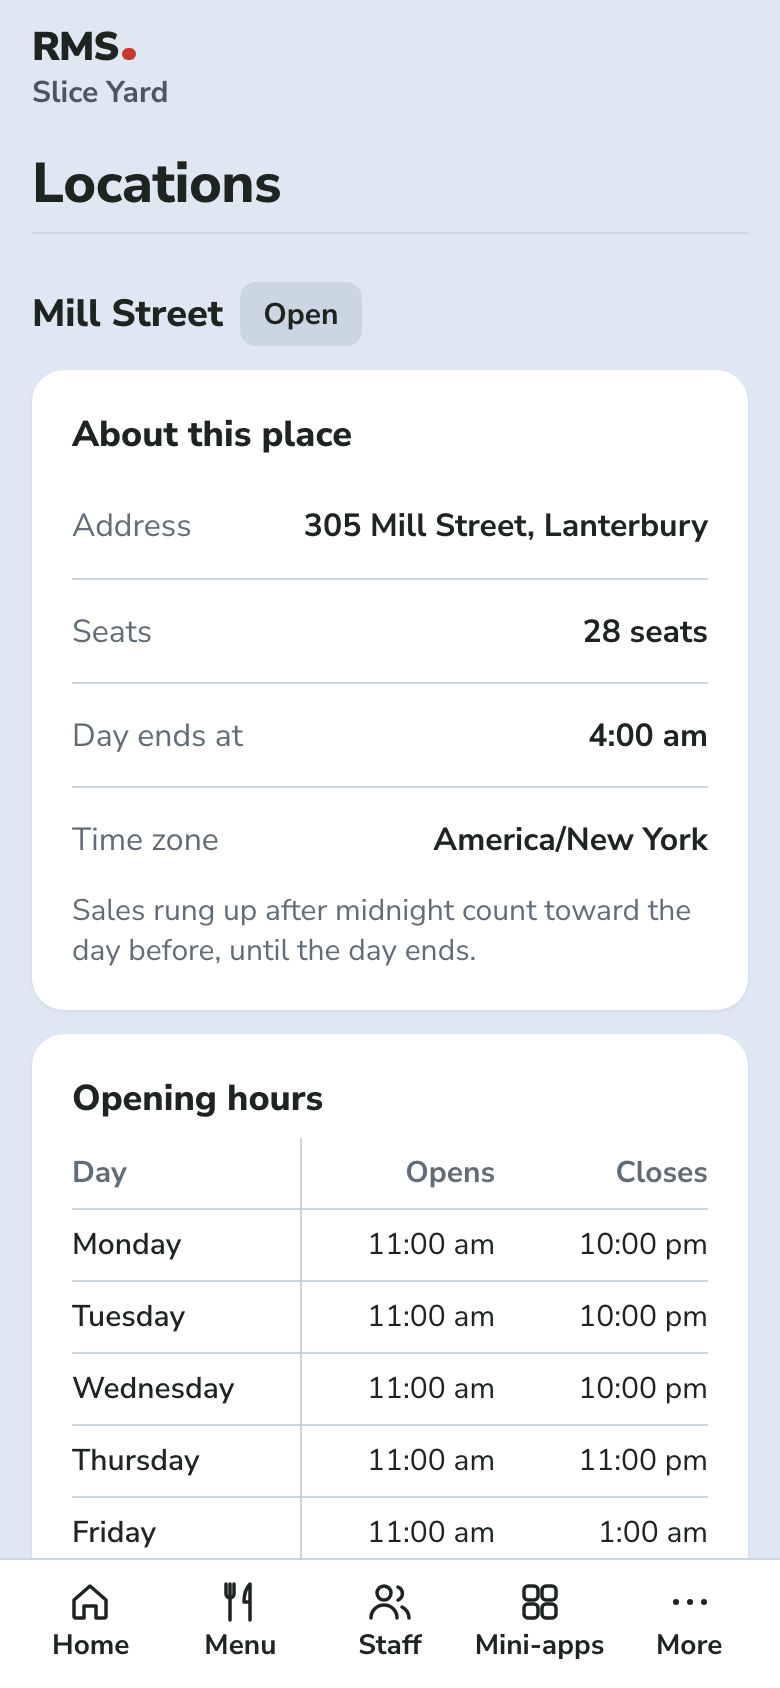 RMS.
Slice Yard
Locations
Mill Street Open
About this place
Address 305 Mill Street, Lanterbury
Seats 28 seats
Day ends at 4:00 am
Time zone America/New York
Sales rung up after midnight count toward the
day before, until the day ends.
Opening hours
Day Opens Closes
Monday 11:00 am 10:00 pm
Tuesday 11:00 am 10:00 pm
Wednesday 11:00 am 10:00 pm
Thursday 11:00 am 11:00 pm
Friday 11:00 am 1:00 am
Home Menu Staff Mini-apps More